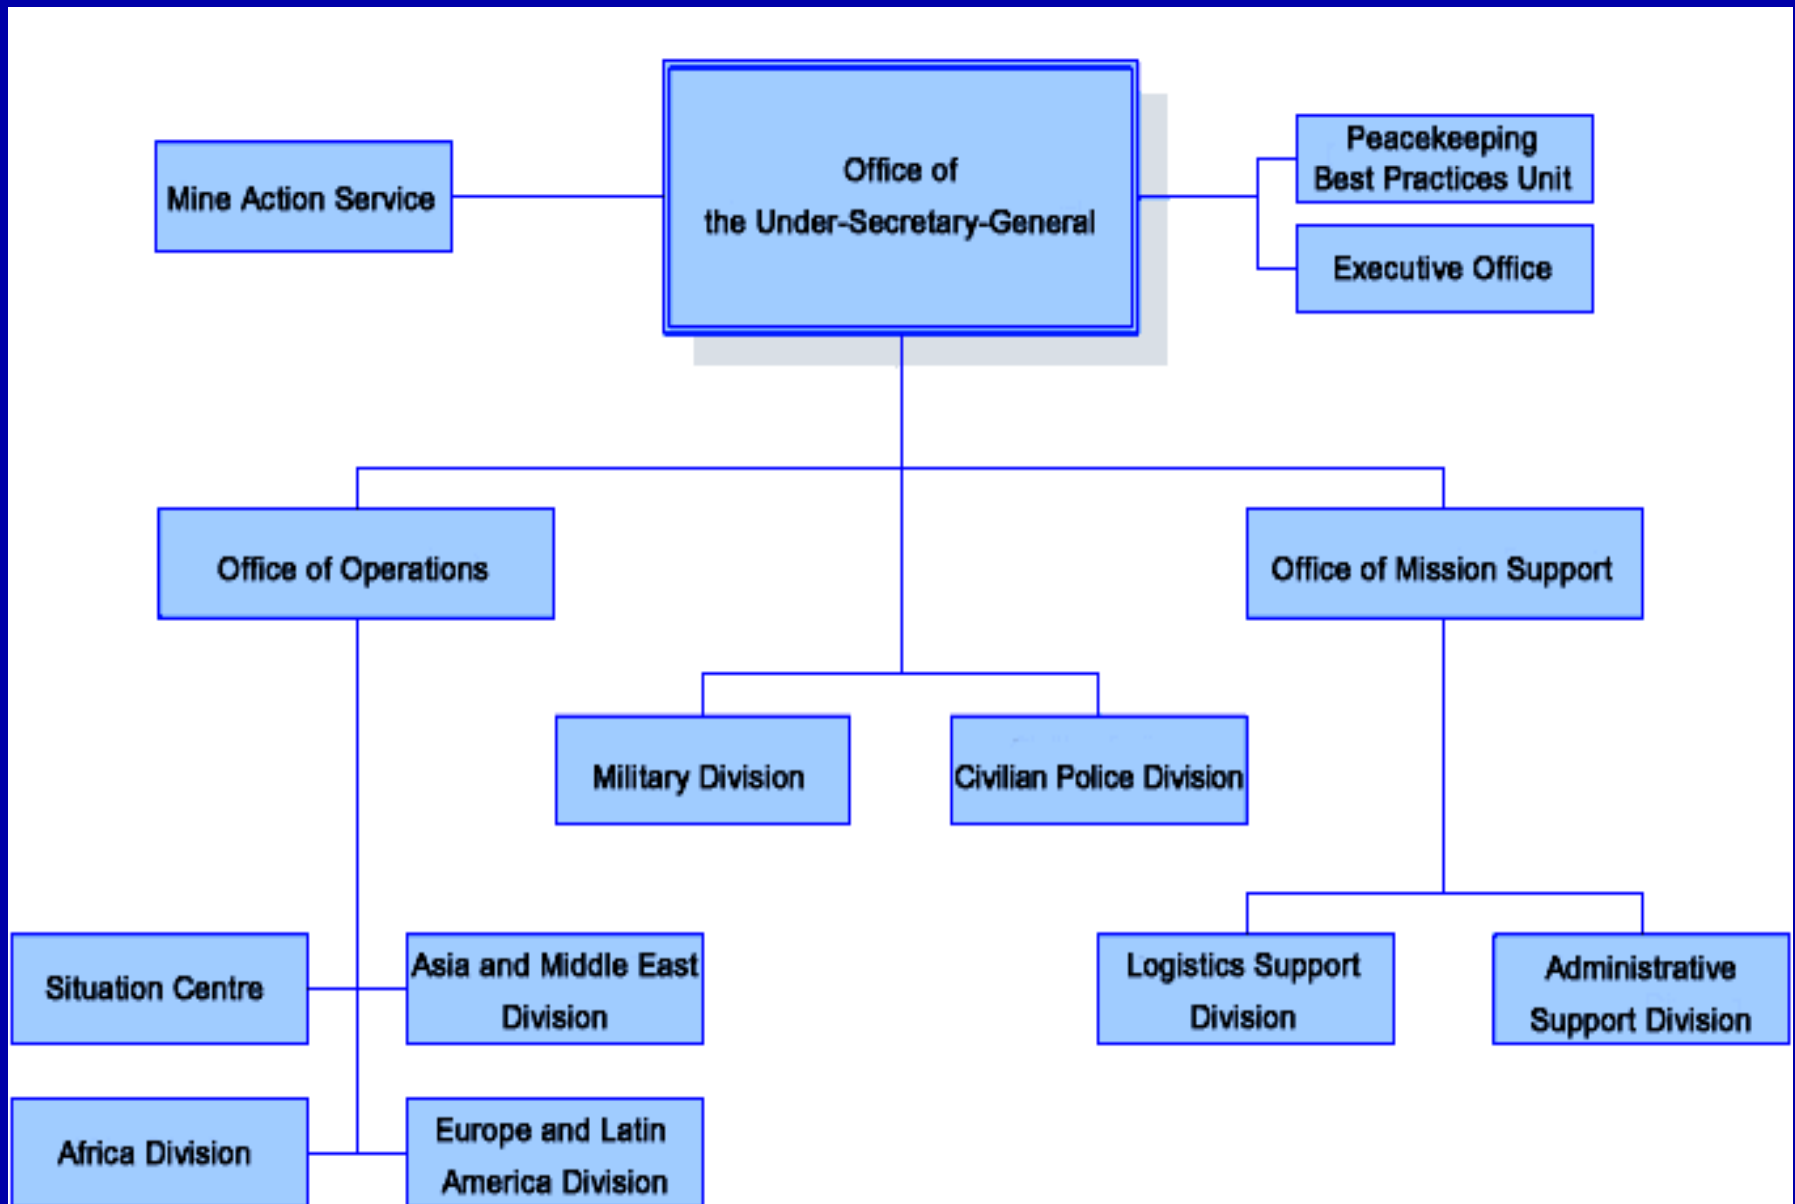 Office of
the Under-Secretary-General
Mine Action Service
Peacekeeping
Best Practices Unit
Executive Office
Office of Operations
Office of Mission Support
Military Division
Civilian Police Division
Situation Centre
Asia and Middle East
Division
Logistics Support
Division
Administrative
Support Division
Africa Division
Europe and Latin
America Division